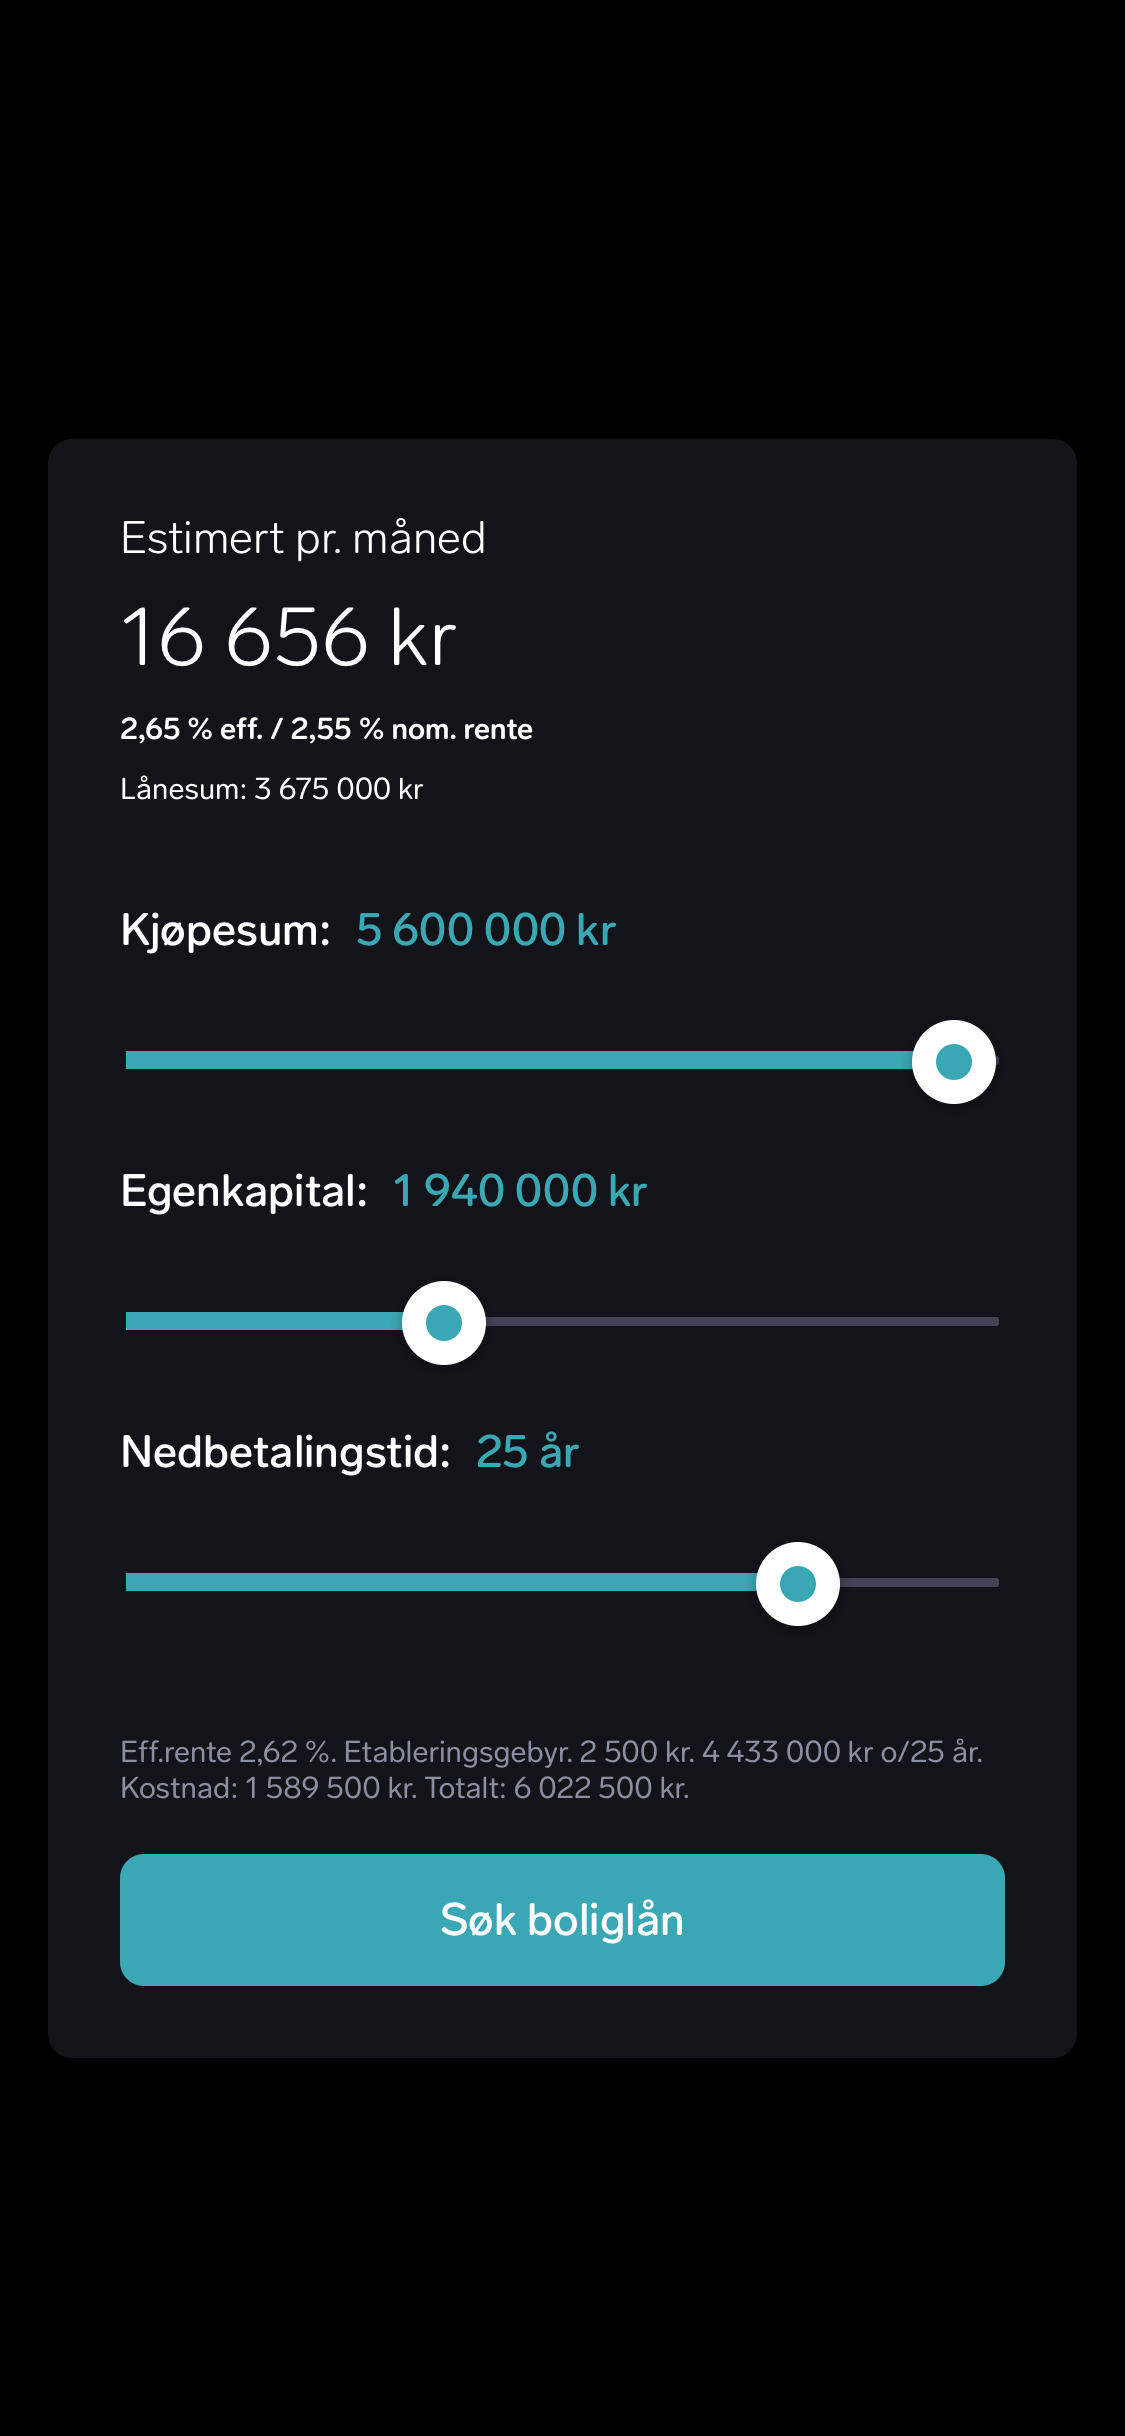 Estimert pr. måned
16 656 kr
2,65 % eff. / 2,55 % nom. rente
Lånesum: 3 675 000 kr
Kjøpesum: 5 600 000 kr
Egenkapital: 1 940 000 kr
Nedbetalingstid: 25 år
Eff.rente 2,62 %. Etableringsgebyr. 2 500 kr. 4 433 000 kr o/25 år.
Kostnad: 1 589 500 kr. Totalt: 6 022 500 kr.
Søk boliglån